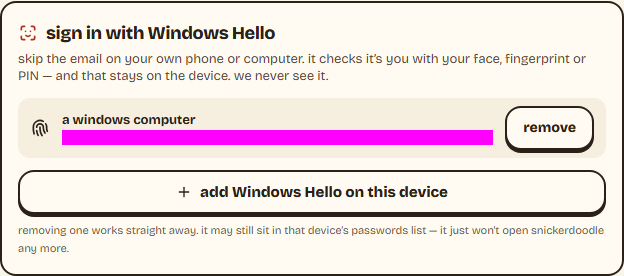 sign in with Windows Hello
skip the email on your own phone or computer. it checks it's you with your face, fingerprint or
PIN — and that stays on the device. we never see it.
a windows computer
remove
+ add Windows Hello on this device
removing one works straight away. it may still sit in that device's passwords list — it just won't open snickerdoodle
any more.